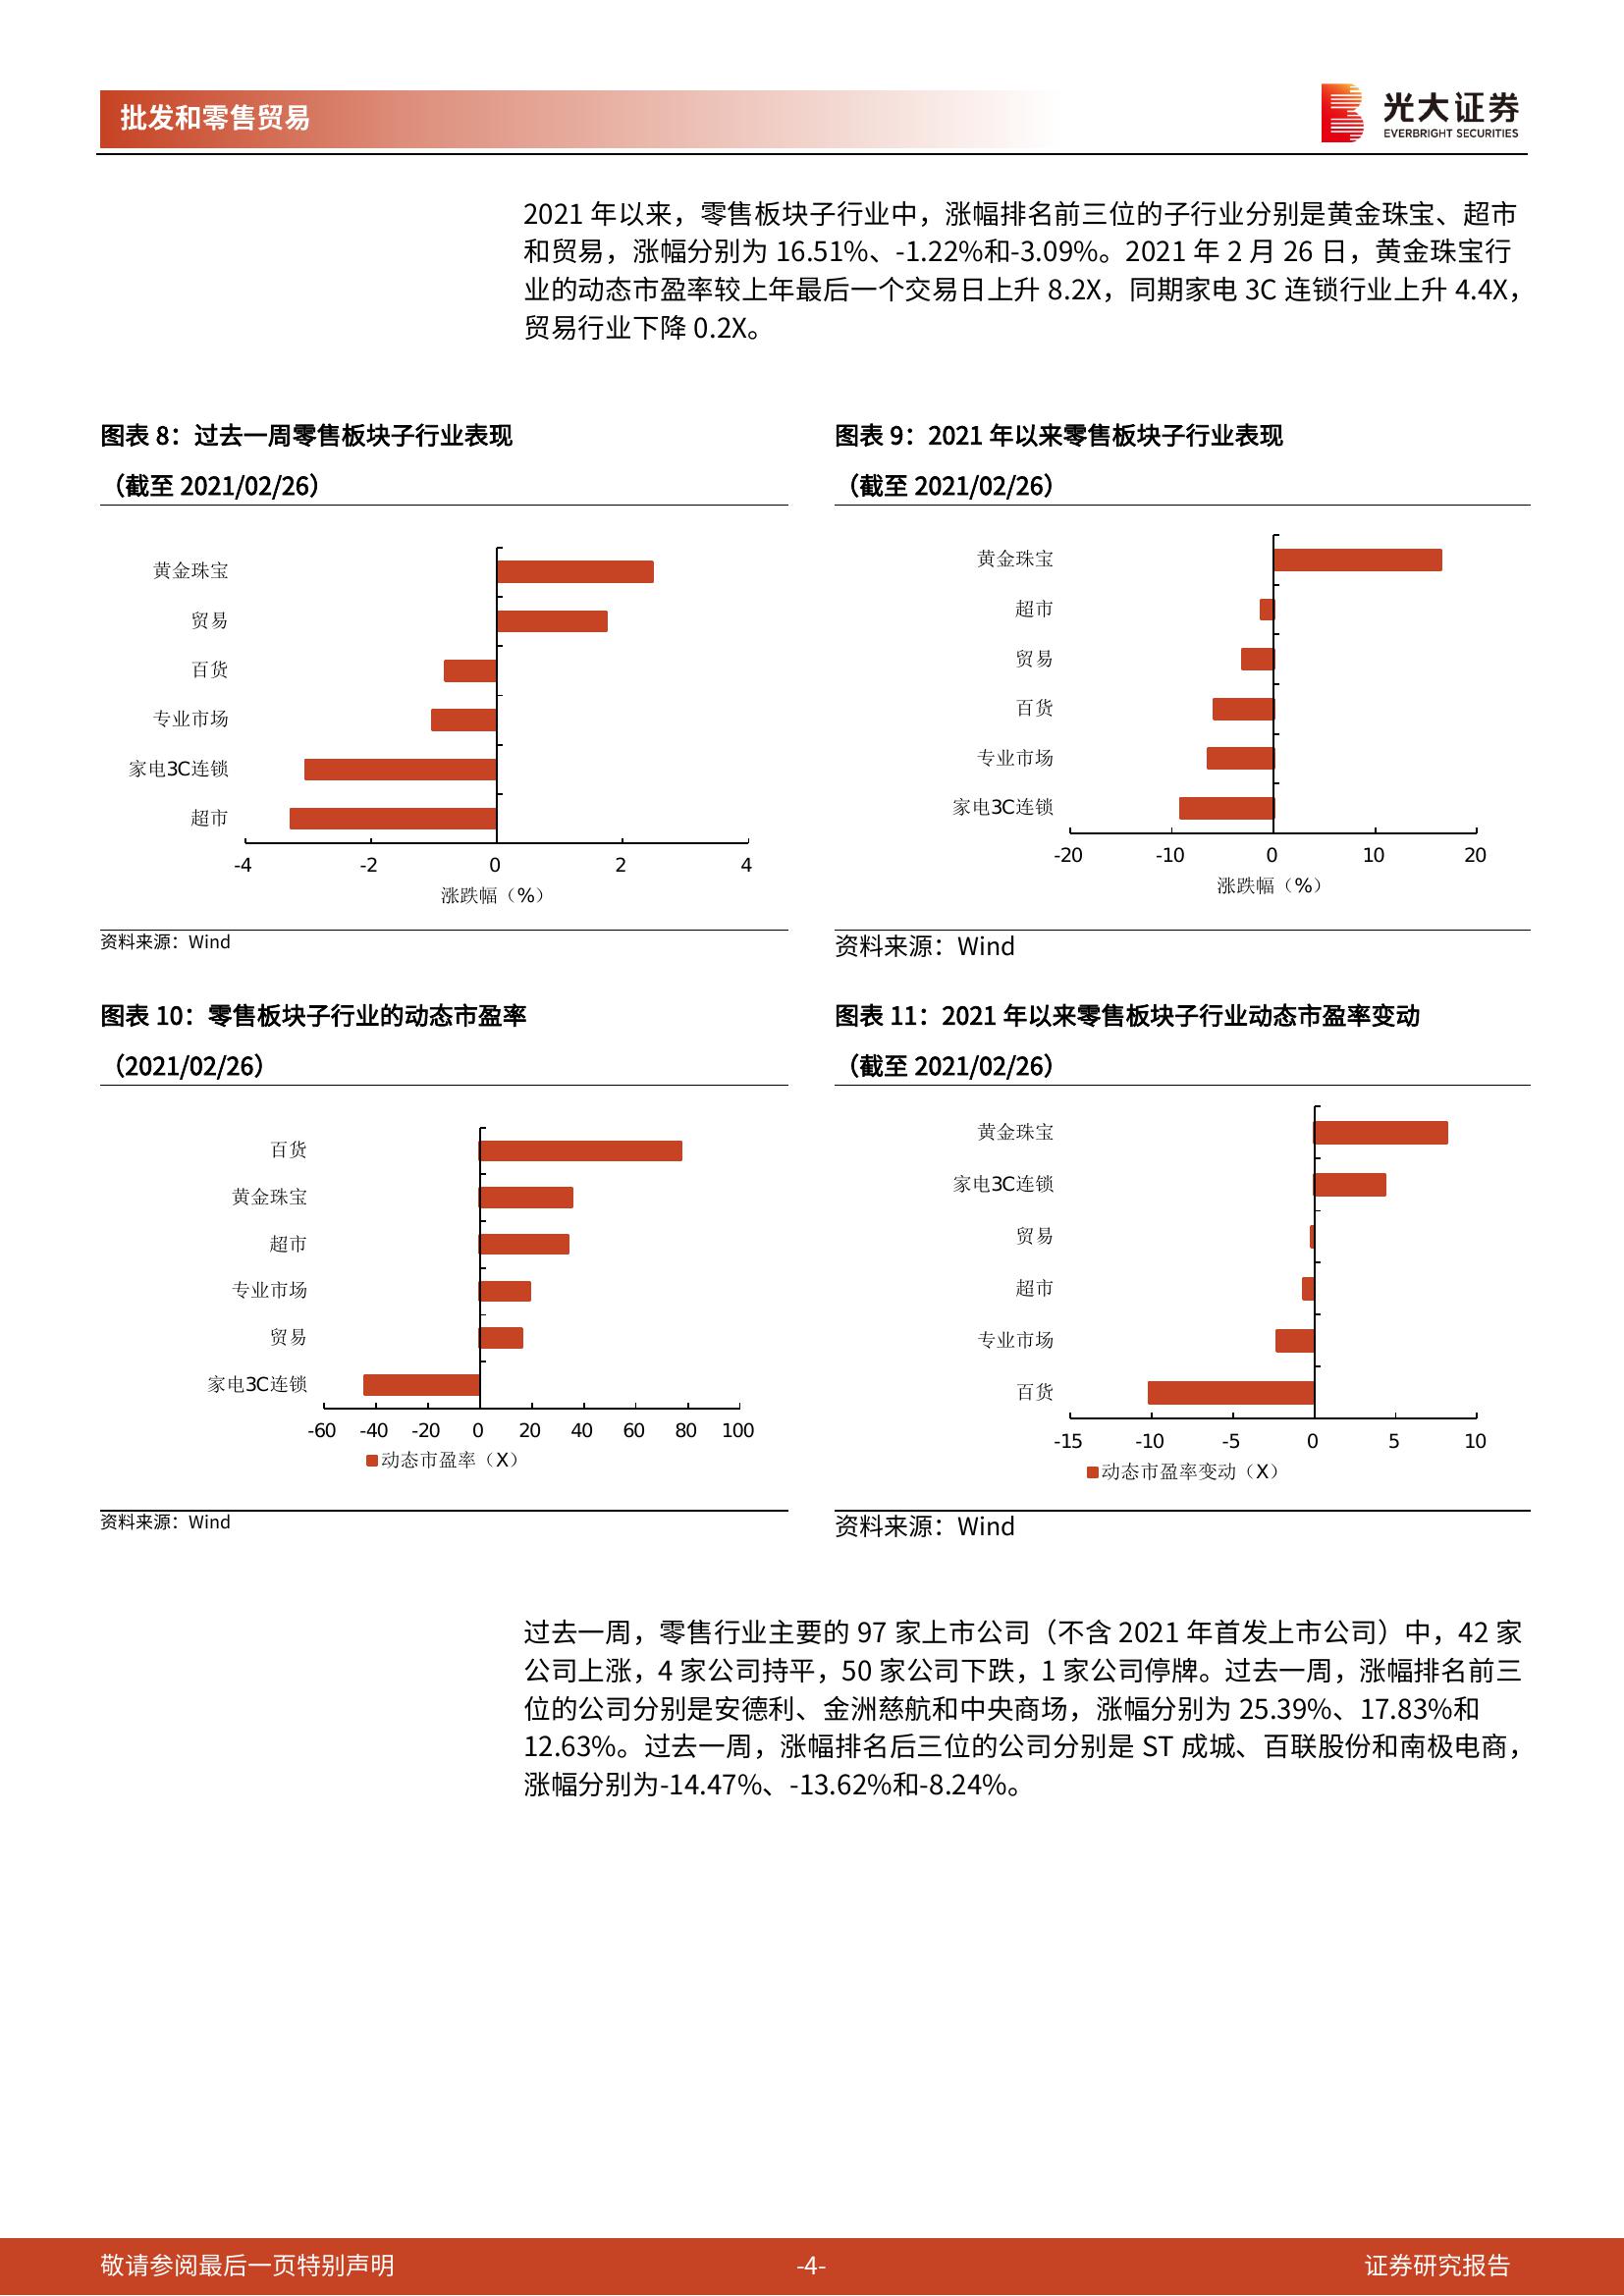 批发和零售贸易
光大证券
EVERBRIGHT SECURITIES
2021 年以来，零售板块子行业中，涨幅排名前三位的子行业分别是黄金珠宝、超市
和贸易，涨幅分别为 16.51%、-1.22%和-3.09%。2021 年 2 月 26 日，黄金珠宝行
业的动态市盈率较上年最后一个交易日上升 8.2X，同期家电 3C 连锁行业上升 4.4X，
贸易行业下降 0.2X。
图表 8：过去一周零售板块子行业表现
（截至 2021/02/26）
黄金珠宝
贸易
百货
专业市场
家电3C连锁
超市
-4 -2 0 2 4
涨跌幅（%）
资料来源：Wind
图表 9：2021 年以来零售板块子行业表现
（截至 2021/02/26）
黄金珠宝
超市
贸易
百货
专业市场
家电3C连锁
-20 -10 0 10 20
涨跌幅（%）
资料来源：Wind
图表 10：零售板块子行业的动态市盈率
（2021/02/26）
百货
黄金珠宝
超市
专业市场
贸易
家电3C连锁
-60 -40 -20 0 20 40 60 80 100
动态市盈率（X）
资料来源：Wind
图表 11：2021 年以来零售板块子行业动态市盈率变动
（截至 2021/02/26）
黄金珠宝
家电3C连锁
贸易
超市
专业市场
百货
-15 -10 -5 0 5 10
动态市盈率变动（X）
资料来源：Wind
过去一周，零售行业主要的 97 家上市公司（不含 2021 年首发上市公司）中，42 家
公司上涨，4 家公司持平，50 家公司下跌，1 家公司停牌。过去一周，涨幅排名前三
位的公司分别是安德利、金洲慈航和中央商场，涨幅分别为 25.39%、17.83%和
12.63%。过去一周，涨幅排名后三位的公司分别是 ST 成城、百联股份和南极电商，
涨幅分别为-14.47%、-13.62%和-8.24%。
敬请参阅最后一页特别声明
-4-
证券研究报告